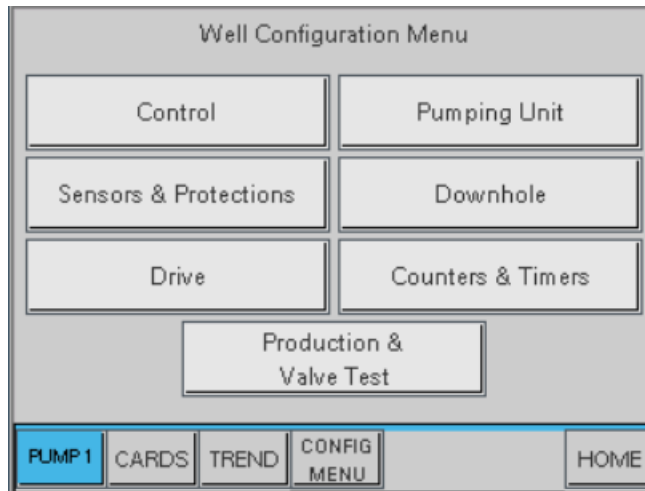 Well Configuration Menu
Control
Pumping Unit
Sensors & Protections
Downhole
Drive
Counters & Timers
Production &
Valve Test
PUMP 1
CARDS
TREND
CONFIG
MENU
HOME